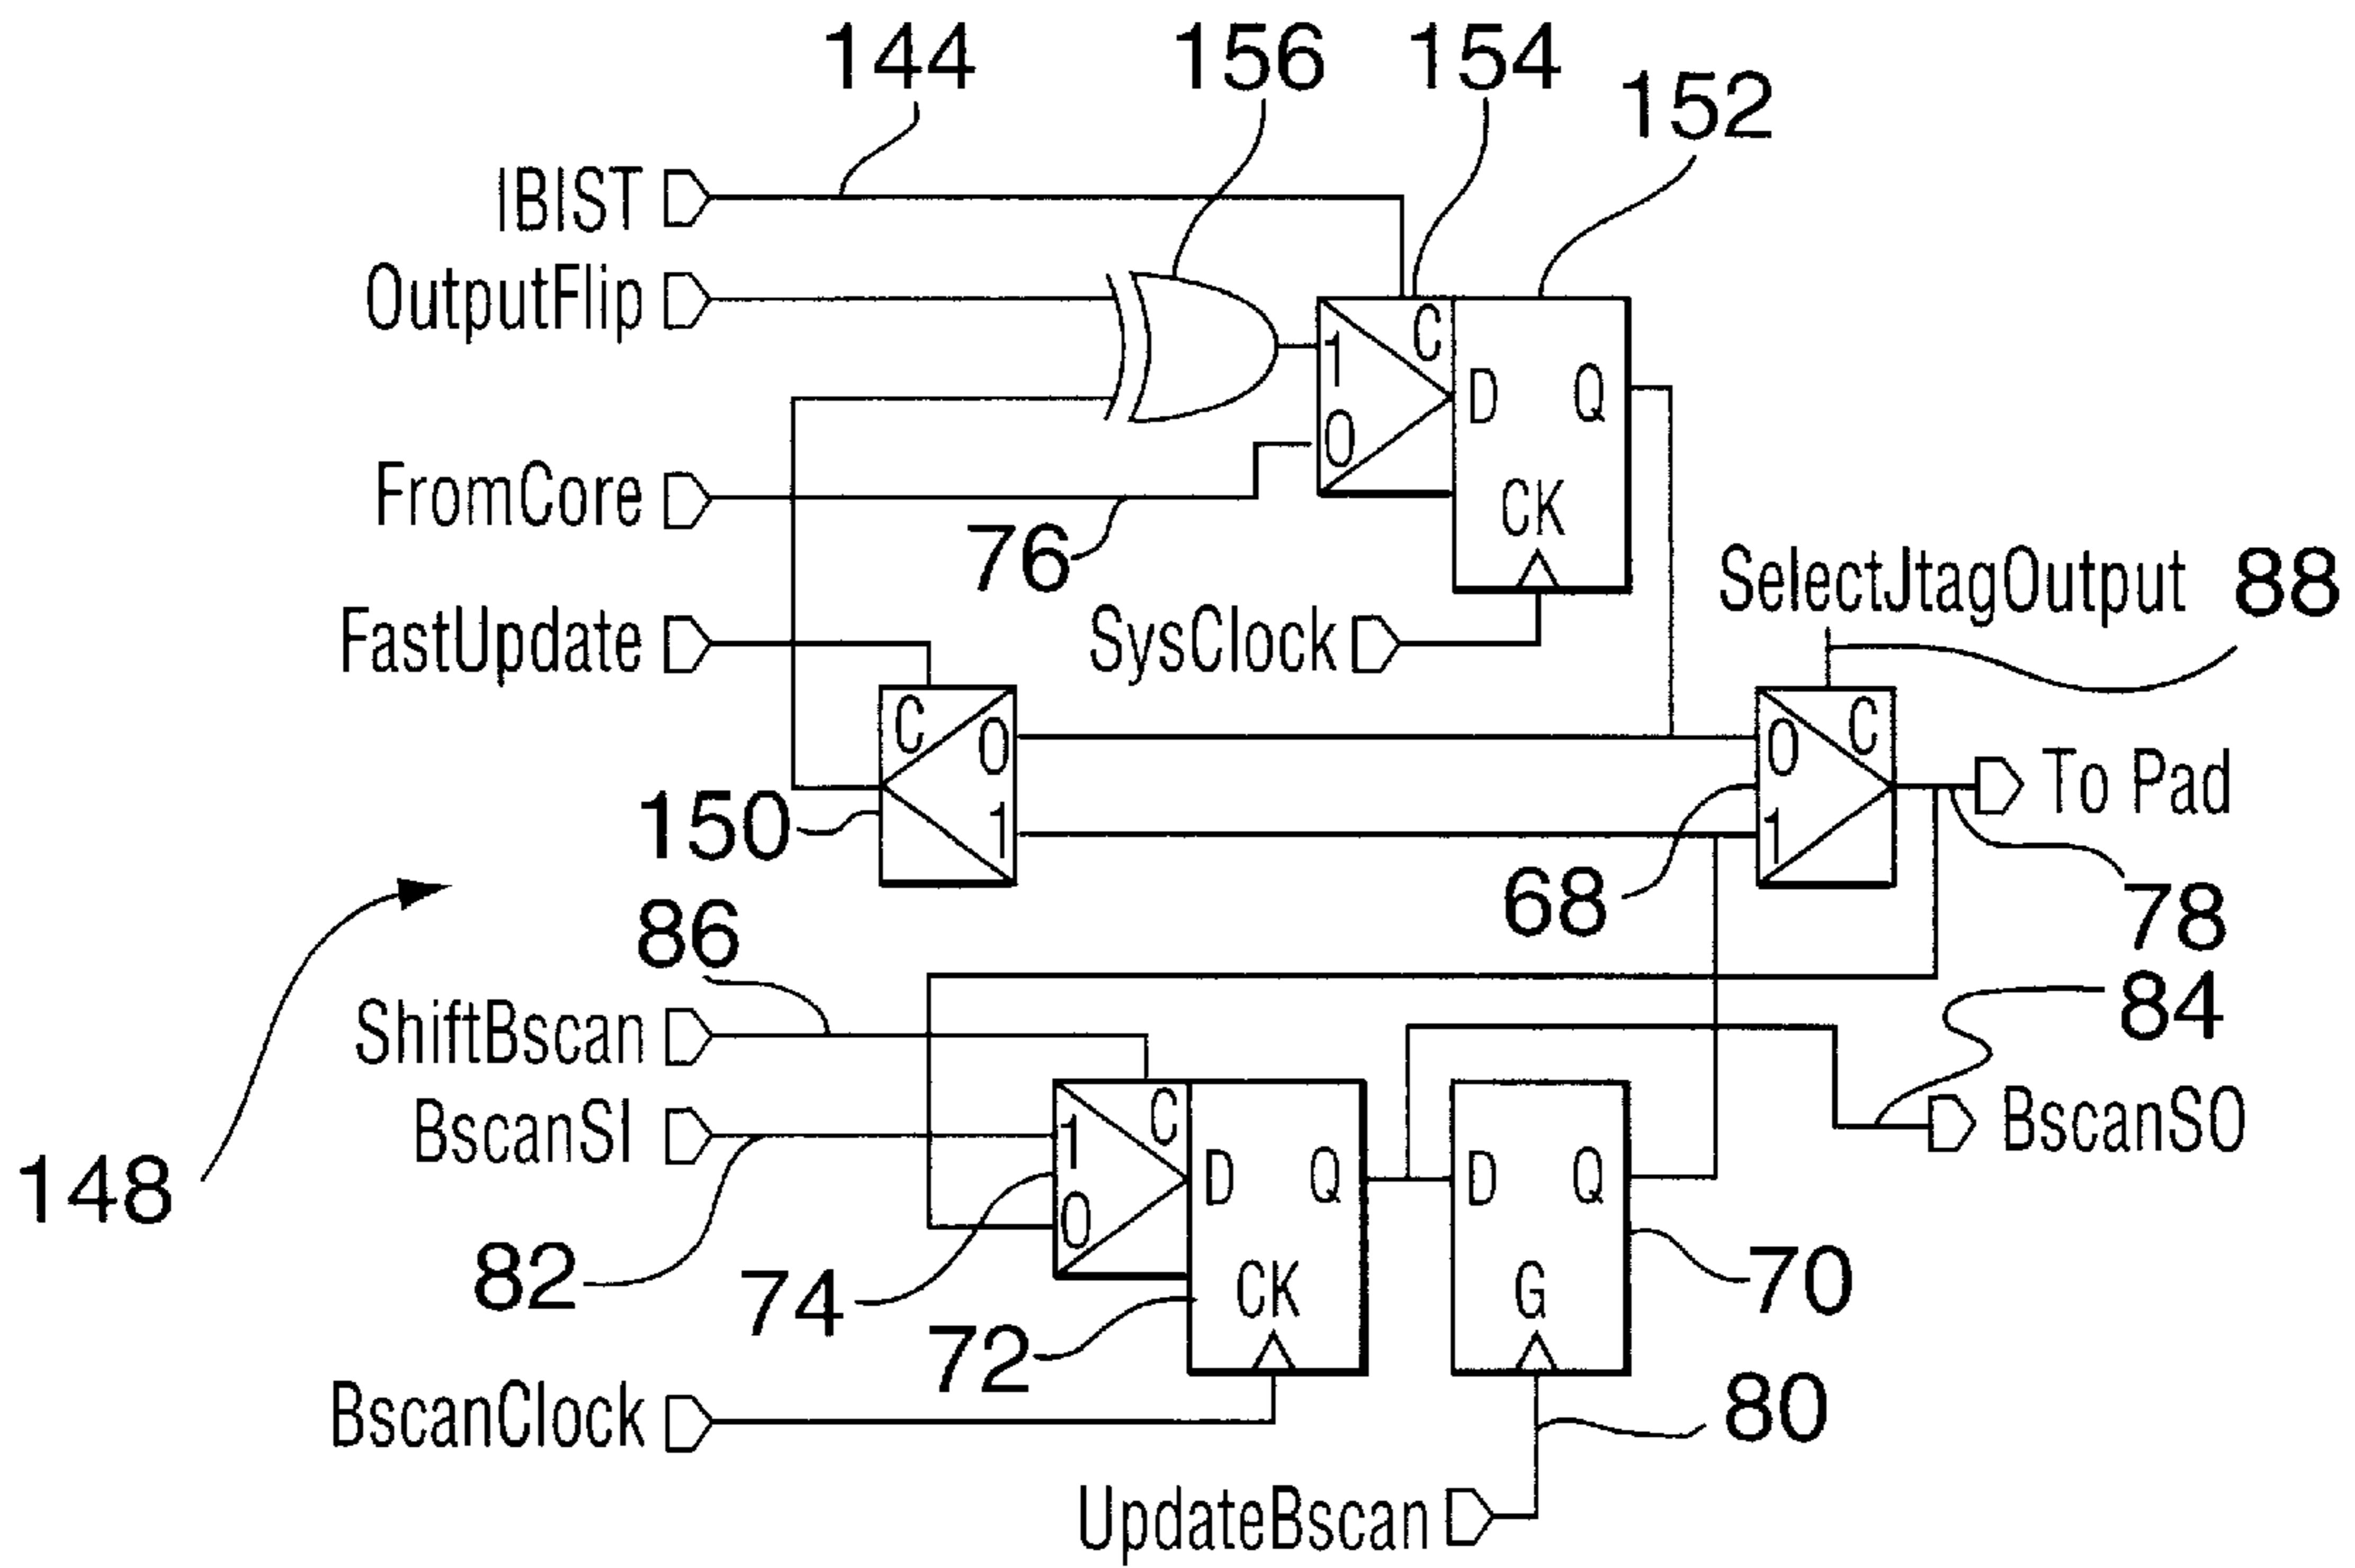 144
156
154
152
IBIST
OutputFlip
C
1
0
D
Q
CK
FromCore
76
SelectJtagOutput 88
FastUpdate
SysClock
C
0
1
0
C
1
To Pad
150
68
78
86
84
ShiftBscan
BscanSI
C
1
0
D
Q
CK
D
Q
G
BscanSO
148
82
74
72
70
BscanClock
80
UpdateBscan